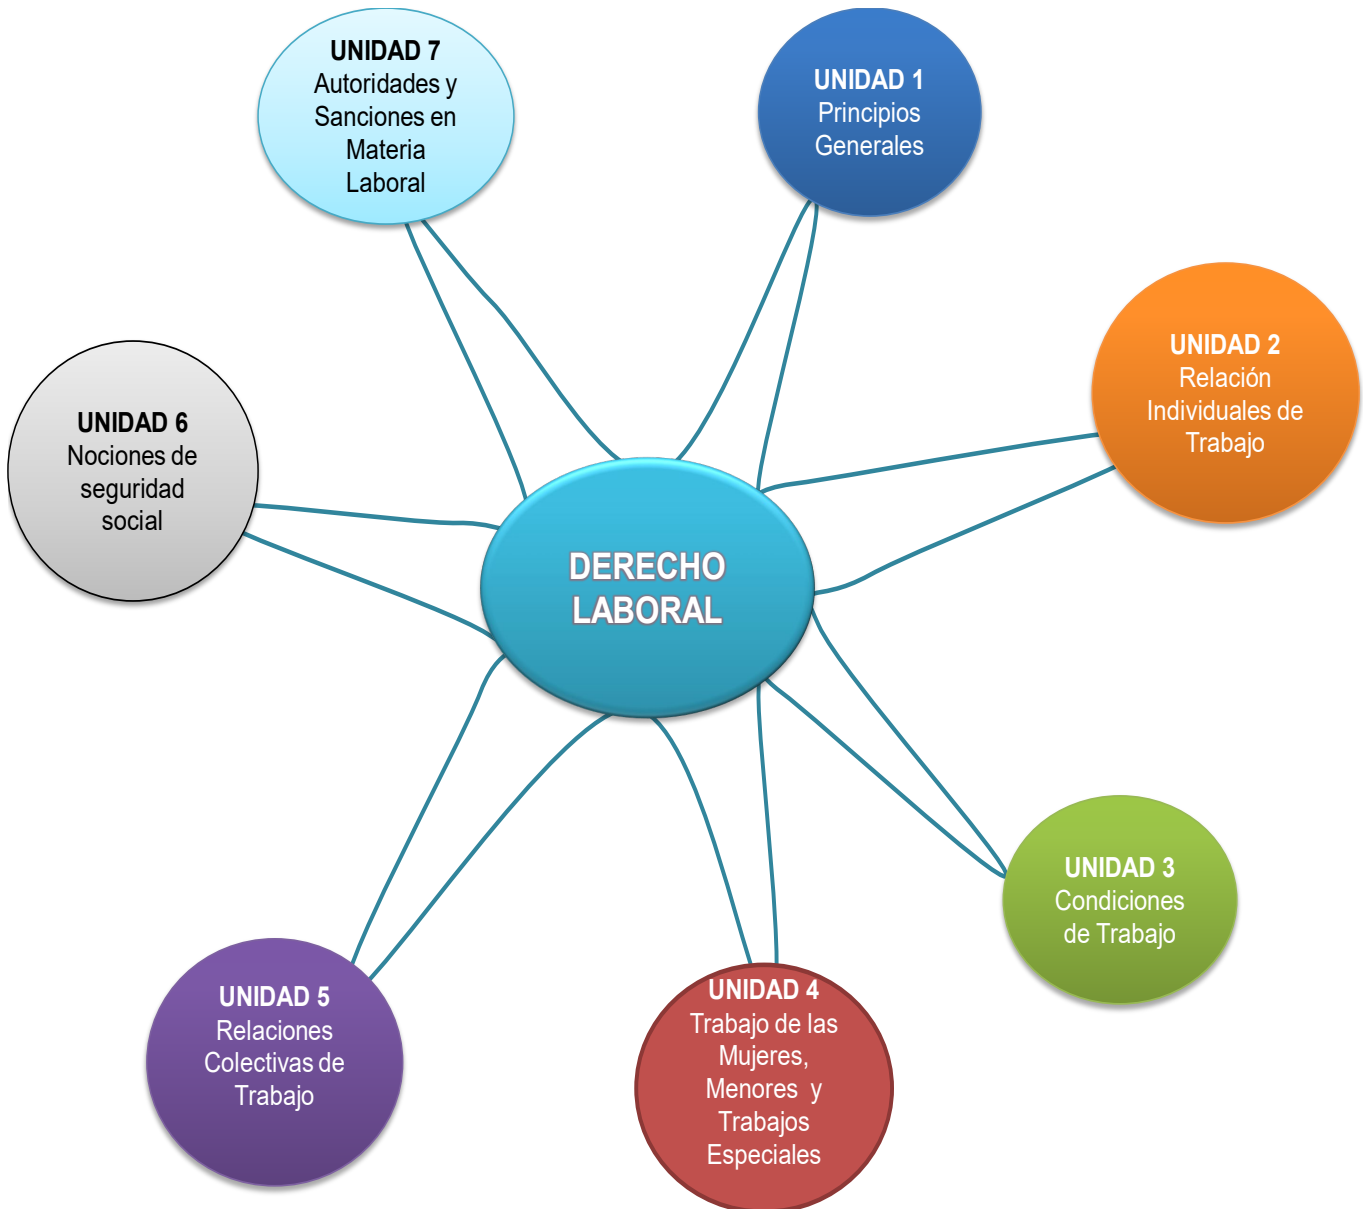 UNIDAD 7
Autoridades y
Sanciones en
Materia
Laboral
UNIDAD 1
Principios
Generales
UNIDAD 2
Relación
Individuales de
Trabajo
UNIDAD 6
Nociones de
seguridad
social
DERECHO
LABORAL
UNIDAD 3
Condiciones
de Trabajo
UNIDAD 5
Relaciones
Colectivas de
Trabajo
UNIDAD 4
Trabajo de las
Mujeres,
Menores y
Trabajos
Especiales